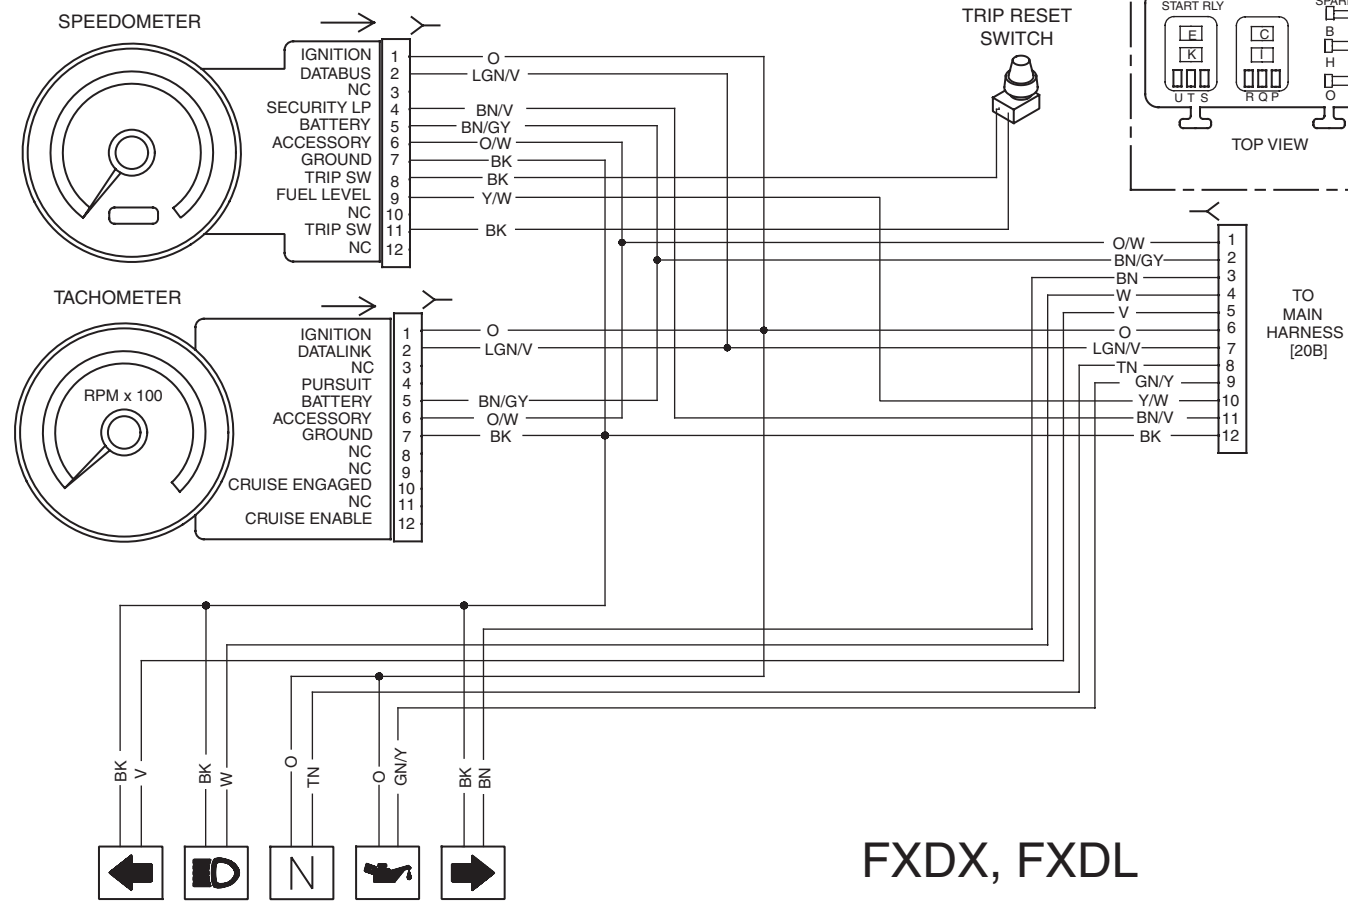 SPEEDOMETER
IGNITION 1 O
DATABUS 2 LGN/V
NC 3
SECURITY LP 4 BN/V
BATTERY 5 BN/GY
ACCESSORY 6 O/W
GROUND 7 BK
TRIP SW 8 BK
FUEL LEVEL 9 Y/W
NC 10
TRIP SW 11 BK
NC 12
TRIP RESET
SWITCH
START RLY
E
K
U T S
C
I
R Q P
B
H
O
TOP VIEW
TACHOMETER
RPM x 100
IGNITION 1 O
DATALINK 2 LGN/V
NC 3
PURSUIT 4
BATTERY 5 BN/GY
ACCESSORY 6 O/W
GROUND 7 BK
NC 8
NC 9
CRUISE ENGAGED 10
NC 11
CRUISE ENABLE 12
O/W 1
BN/GY 2
BN 3
W 4
V 5
O 6
LGN/V 7
TN 8
GN/Y 9
Y/W 10
BN/V 11
BK 12
TO
MAIN
HARNESS
[20B]
BK
V
BK
W
O
TN
O
GN/Y
BK
BN
N
FXDX, FXDL